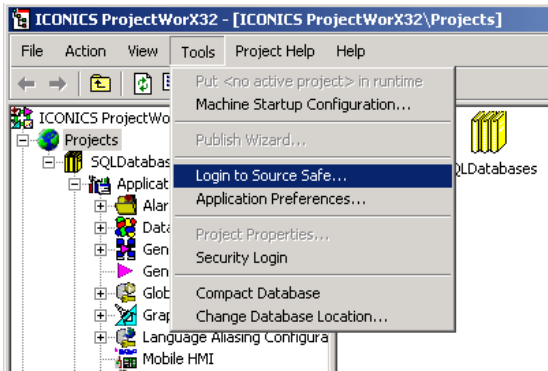 ICONICS ProjectWorX32 - [ICONICS ProjectWorX32\Projects]
File Action View Tools Project Help Help
Put <no active project> in runtime
Machine Startup Configuration...
Publish Wizard...
Login to Source Safe...
Application Preferences...
Project Properties...
Security Login
Compact Database
Change Database Location...
ICONICS ProjectWo
Projects
SQLDatabas
Applicat
Alar
Data
Gen
Gen
Glob
Grap
Language Aliasing Configura
Mobile HMI
QLDatabases